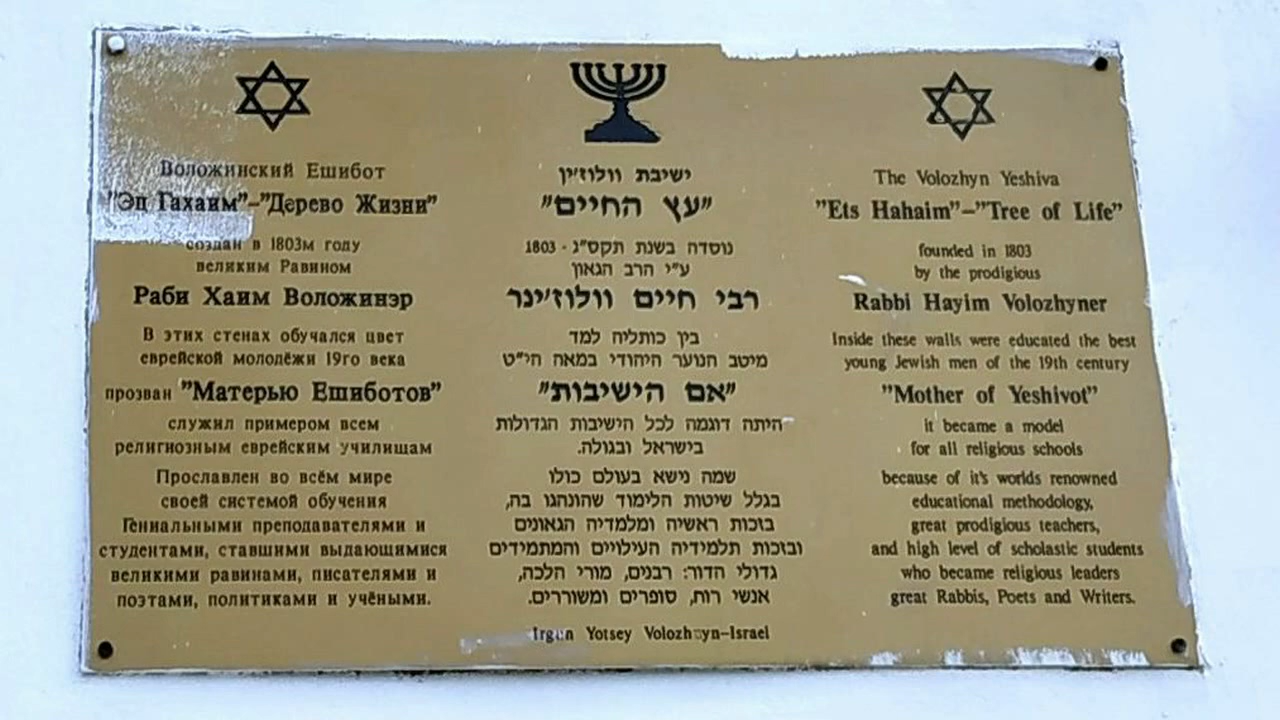 Воложинский Ешибот
"Эц Гахаим"–"Дерево Жизни"
создан в 1803м году
великим Равином
Раби Хаим Воложинэр
В этих стенах обучался цвет
еврейской молодёжи 19го века
прозван "Матерью Ешиботов"
служил примером всем
религиозным еврейским училищам
Прославлен во всём мире
своей системой обучения
Гениальными преподавателями и
студентами, ставшими выдающимися
великими равинами, писателями и
поэтами, политиками и учёными.
ישיבת וולוז'ין
"עץ החיים"
נוסדה בשנת תקס"ג - 1803
ע"י הרב הגאון
רבי חיים וולוז'ינר
בין כותליה למד
מיטב הנוער היהודי במאה הי"ט
"אם הישיבות"
היתה דוגמה לכל הישיבות הגדולות
בישראל ובגולה.
שמה נישא בעולם כולו
בגלל שיטות הלימוד שהונהגו בה,
בזכות ראשיה ומלמדיה הגאונים
ובזכות תלמידיה העילויים והמתמידים
גדולי הדור: רבנים, מורי הלכה,
אנשי רוח, סופרים ומשוררים.
The Volozhyn Yeshiva
"Ets Hahaim"–"Tree of Life"
founded in 1803
by the prodigious
Rabbi Hayim Volozhyner
Inside these walls were educated the best
young Jewish men of the 19th century
"Mother of Yeshivot"
it became a model
for all religious schools
because of it's worlds renowned
educational methodology,
great prodigious teachers,
and high level of scholastic students
who became religious leaders
great Rabbis, Poets and Writers.
Irgun Yotsey Volozhyn–Israel